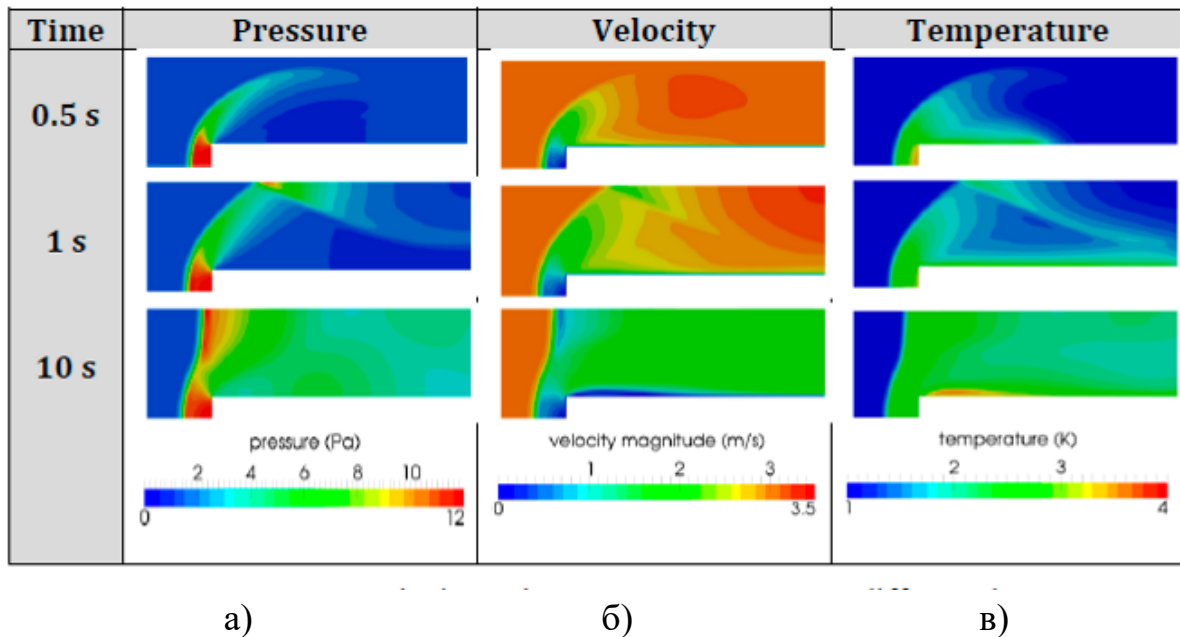 Time Pressure Velocity Temperature
0.5 s
1 s
10 s
pressure (Pa) velocity magnitude (m/s) temperature (K)
2 4 6 8 10 1 2 3 2 3
0 12 0 3.5 1 4
а) б) в)